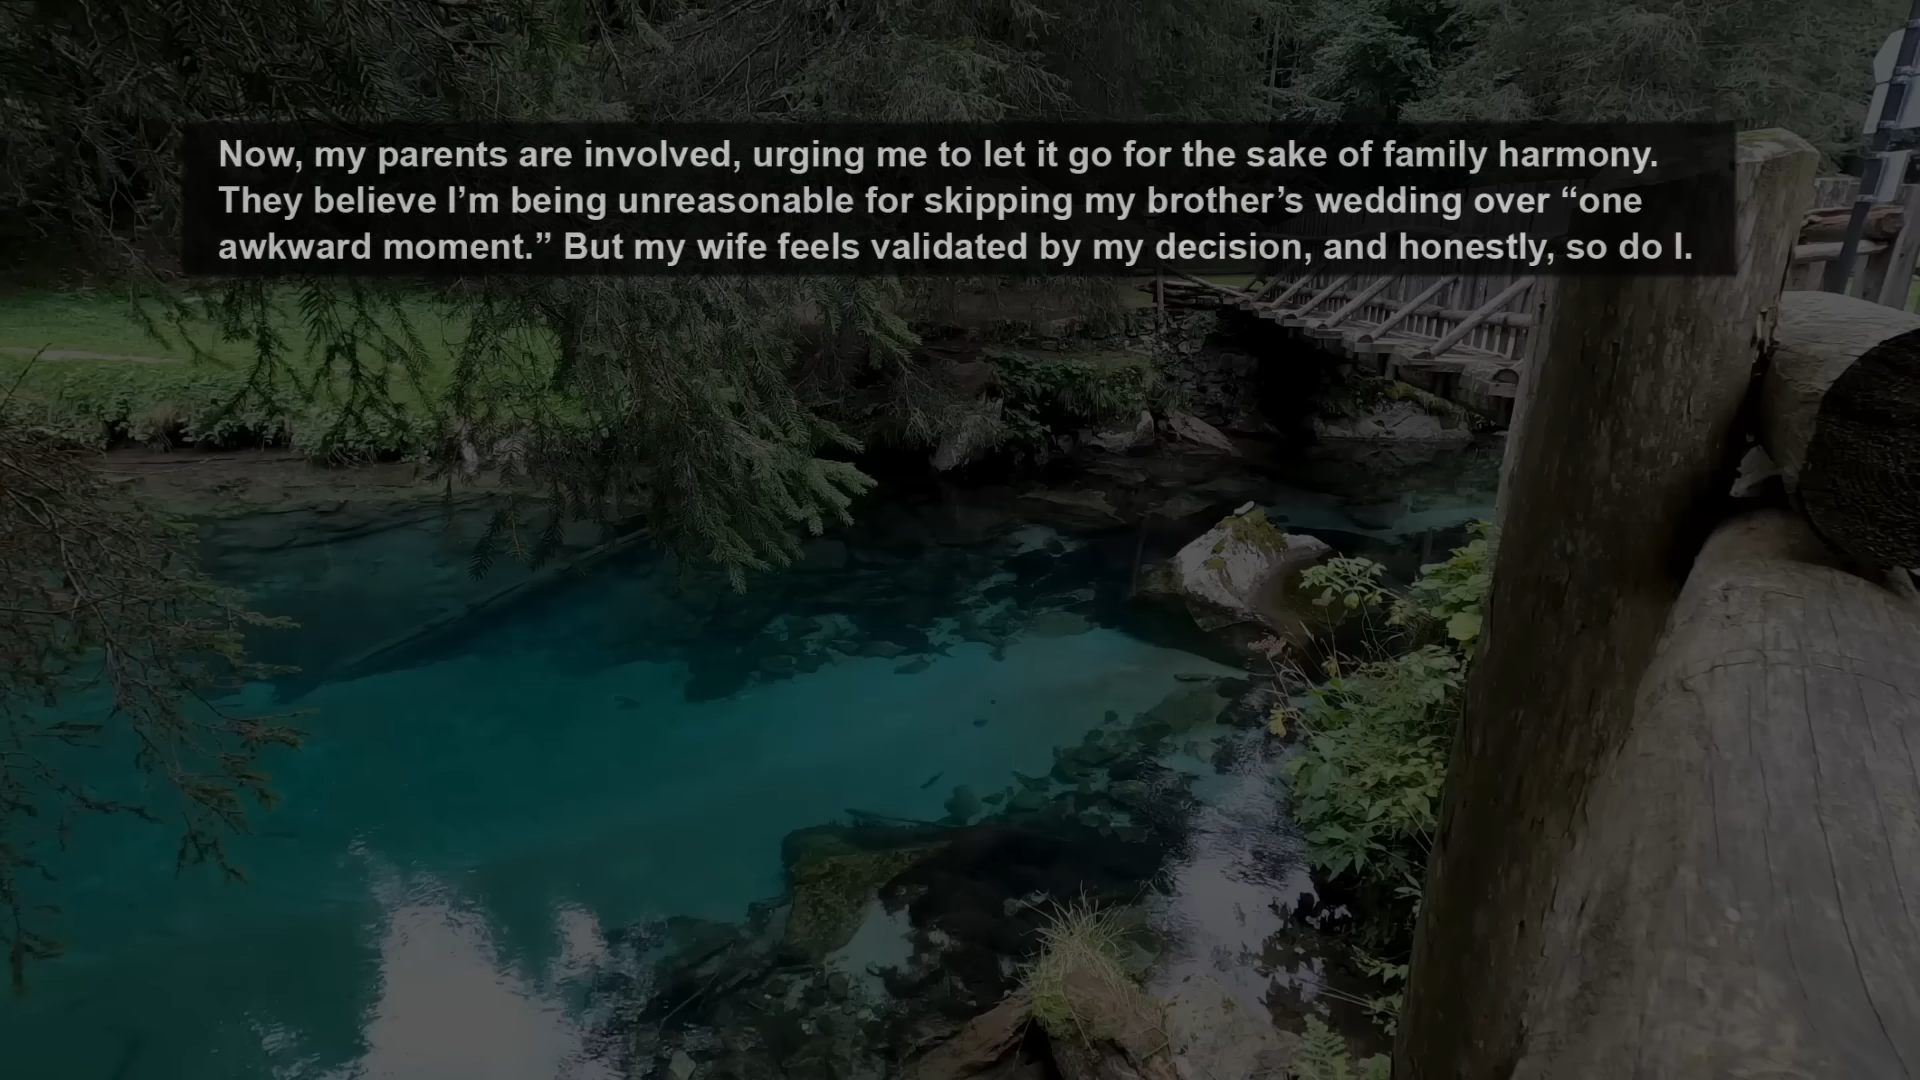 Now, my parents are involved, urging me to let it go for the sake of family harmony.
They believe I’m being unreasonable for skipping my brother’s wedding over “one
awkward moment.” But my wife feels validated by my decision, and honestly, so do I.